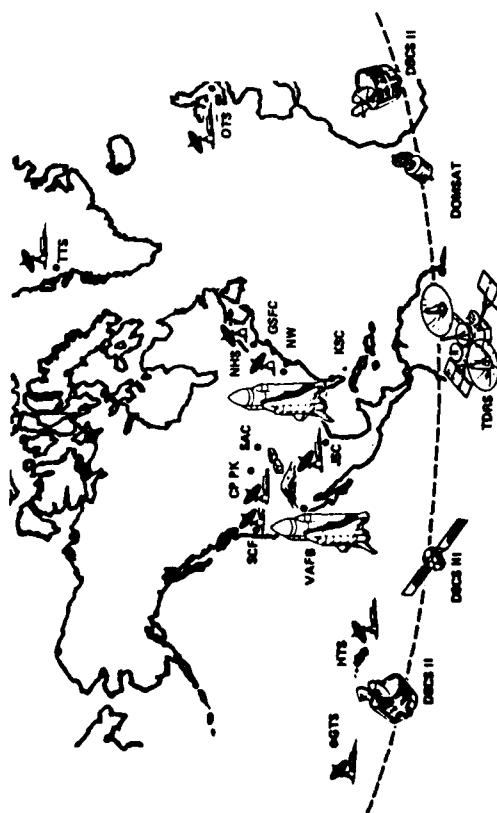 TTS
OTS
CP PK
NHS
SAC
SCF
GSFC
NW
GGTS
VAFB
HTS
JSC
KSC
DSCS II
DSCS II
DSCS III
DOMSAT
TDRS